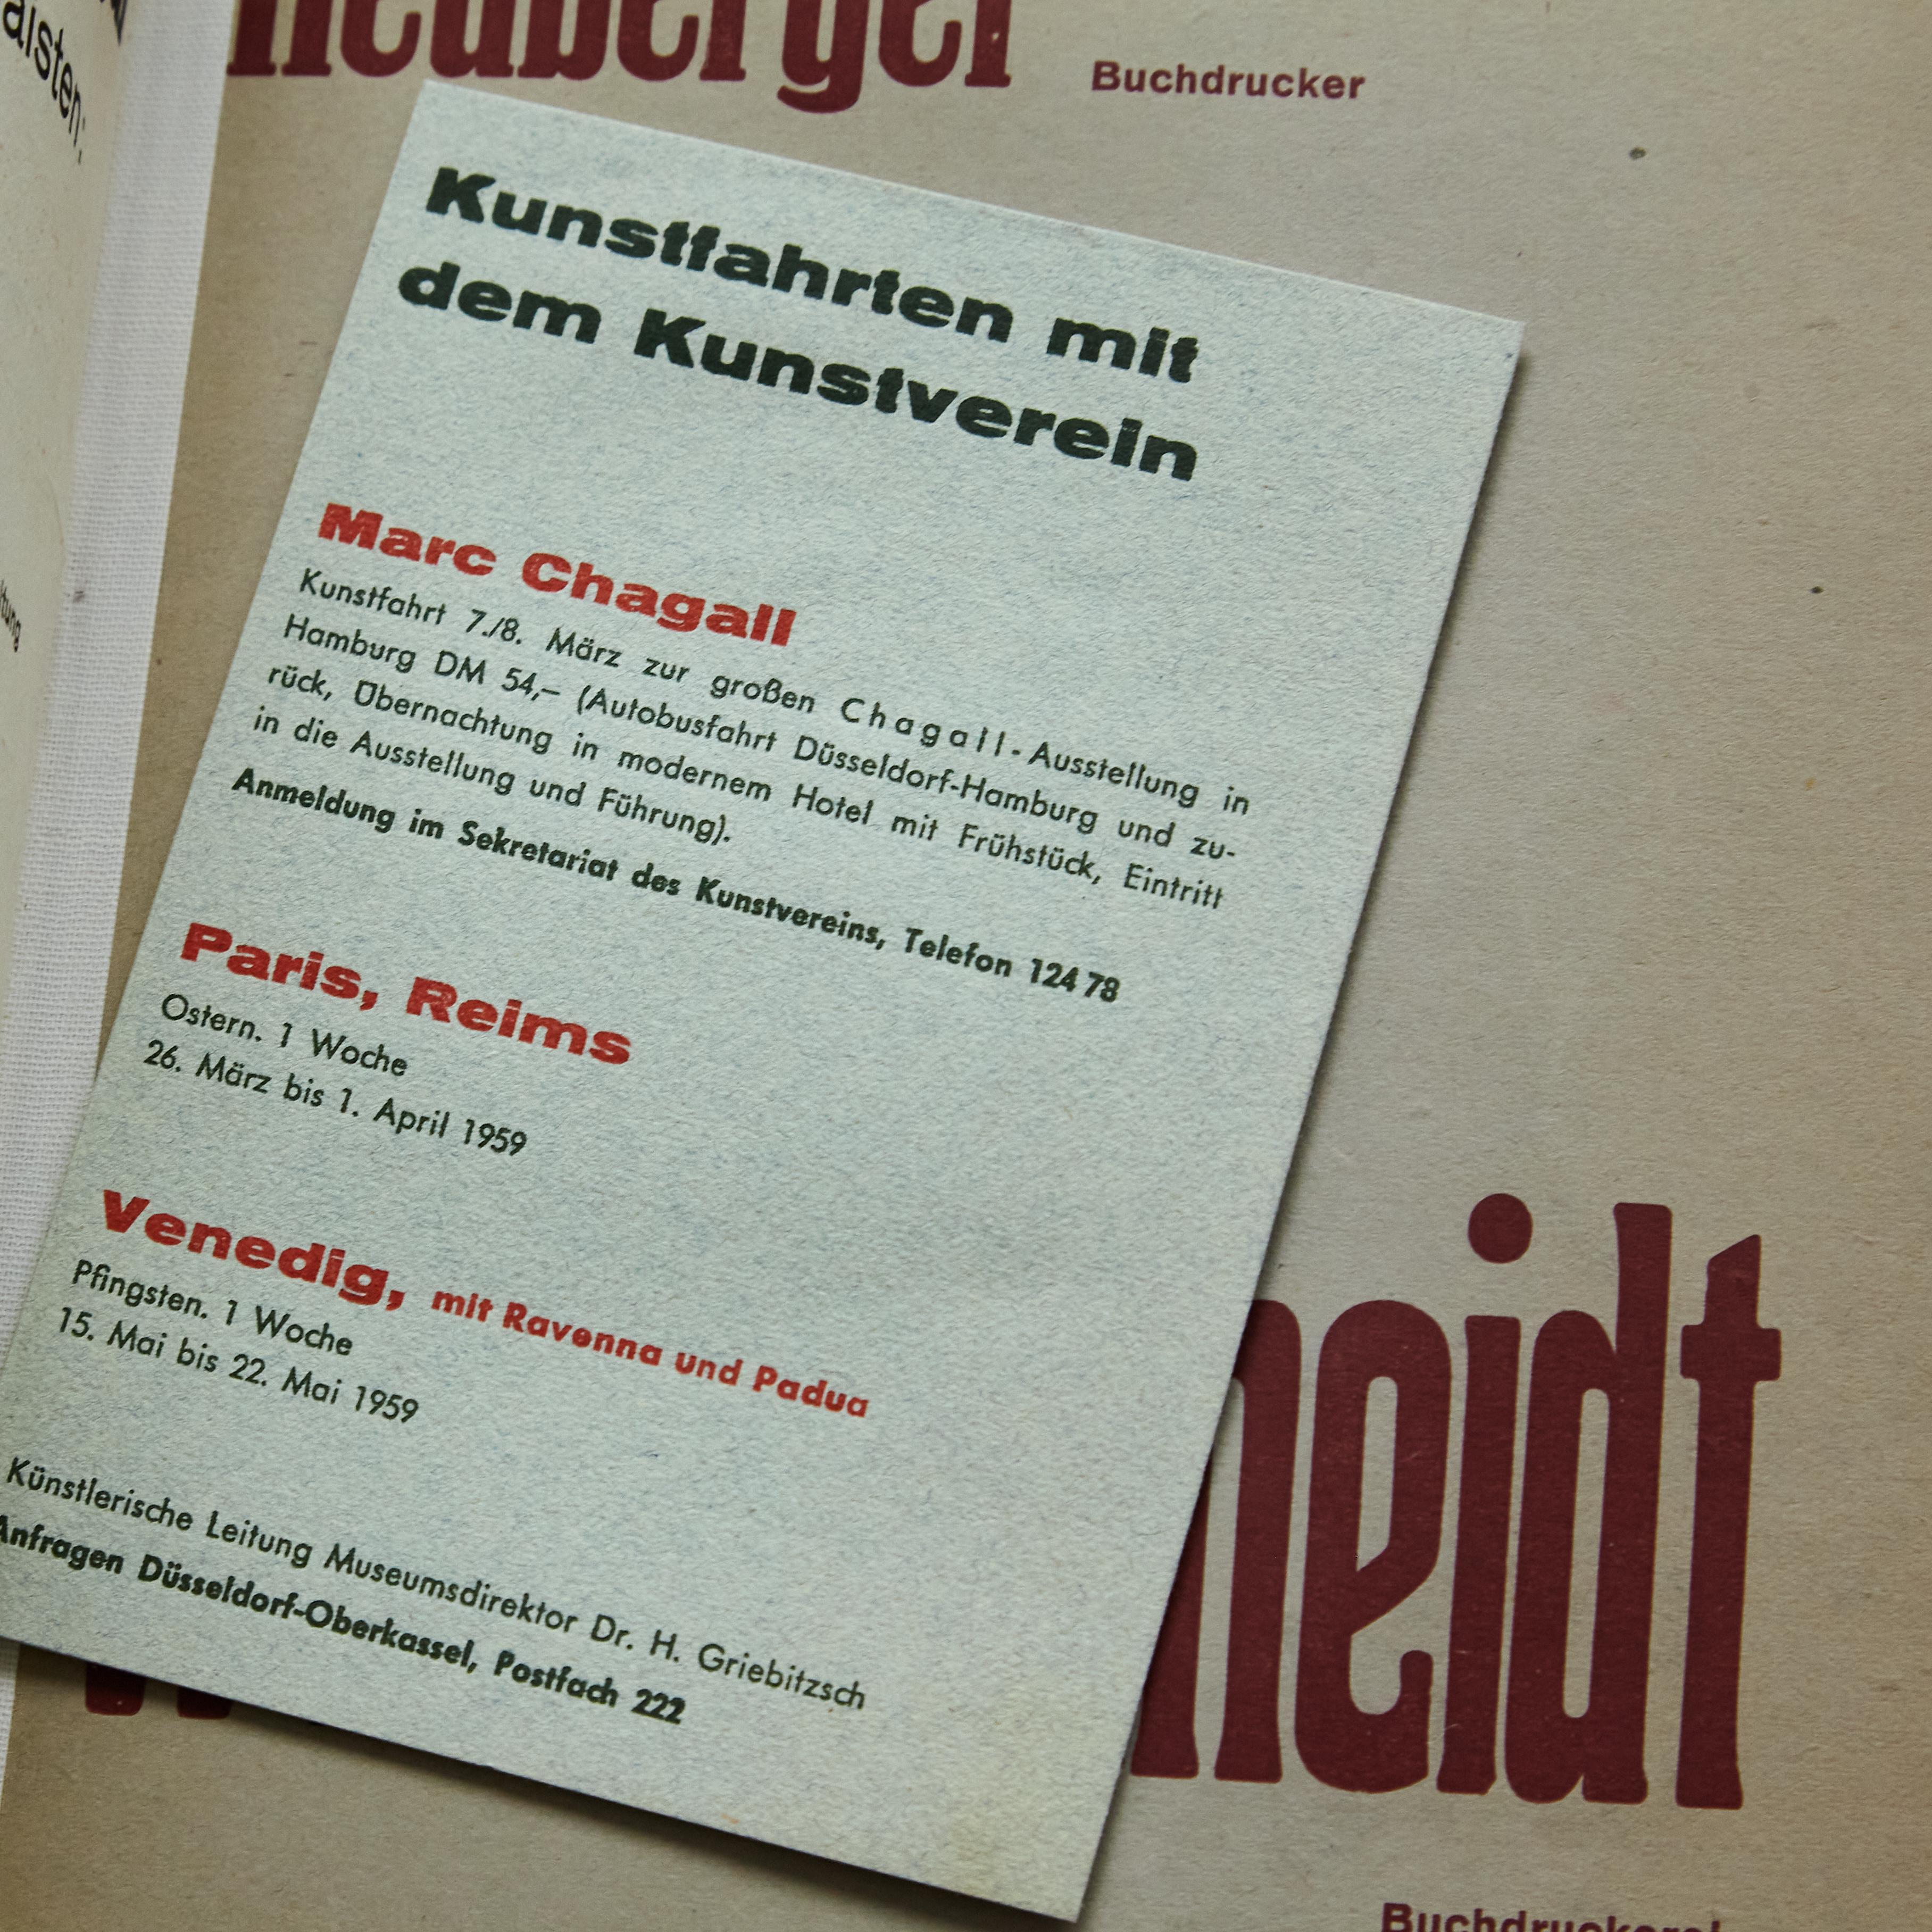 Buchdrucker
Kunstfahrten mit
dem Kunstverein
Marc Chagall
Kunstfahrt 7./8. März zur großen Chagall-Ausstellung in
Hamburg DM 54,– (Autobusfahrt Düsseldorf-Hamburg und zu-
rück, Übernachtung in modernem Hotel mit Frühstück, Eintritt
in die Ausstellung und Führung).
Anmeldung im Sekretariat des Kunstvereins, Telefon 124 78
Paris, Reims
Ostern. 1 Woche
26. März bis 1. April 1959
Venedig, mit Ravenna und Padua
Pfingsten. 1 Woche
15. Mai bis 22. Mai 1959
Künstlerische Leitung Museumsdirektor Dr. H. Griebitzsch
Anfragen Düsseldorf-Oberkassel, Postfach 222